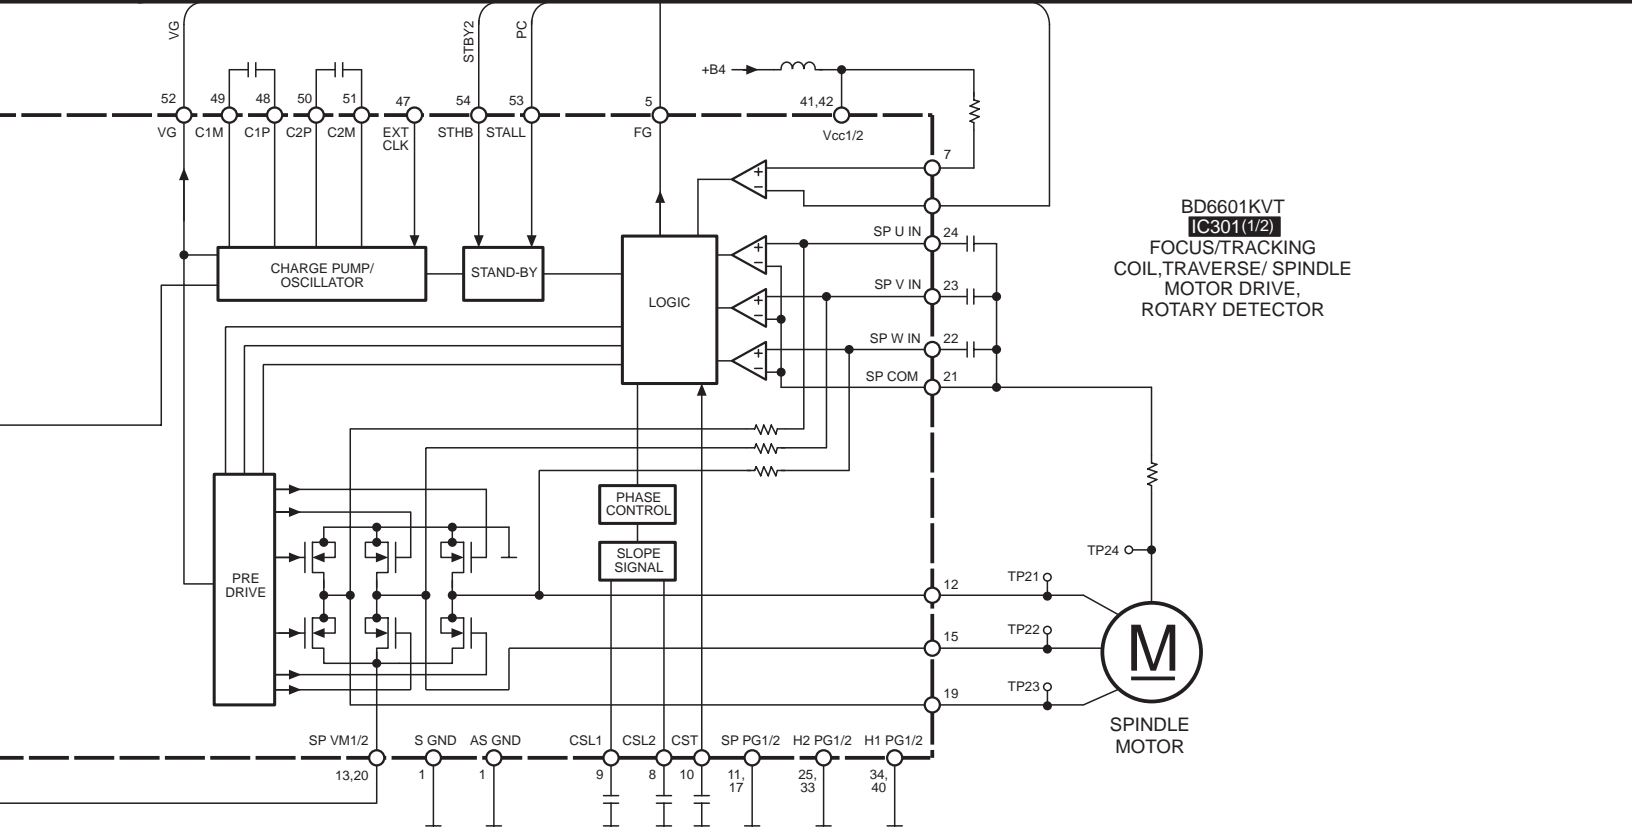 VG
STBY2
PC
+B4
52
49
48
50
51
47
54
53
5
41,42
VG
C1M
C1P
C2P
C2M
EXT
CLK
STHB
STALL
FG
Vcc1/2
7
BD6601KVT
IC301(1/2)
FOCUS/TRACKING
COIL,TRAVERSE/ SPINDLE
MOTOR DRIVE,
ROTARY DETECTOR
SP U IN
24
CHARGE PUMP/
OSCILLATOR
STAND-BY
LOGIC
SP V IN
23
SP W IN
22
SP COM
21
PHASE
CONTROL
SLOPE
SIGNAL
PRE
DRIVE
TP24
12
TP21
15
TP22
19
TP23
M
SPINDLE
MOTOR
SP VM1/2
S GND
AS GND
CSL1
CSL2
CST
SP PG1/2
H2 PG1/2
H1 PG1/2
13,20
1
1
9
8
10
11,
17
25,
33
34,
40